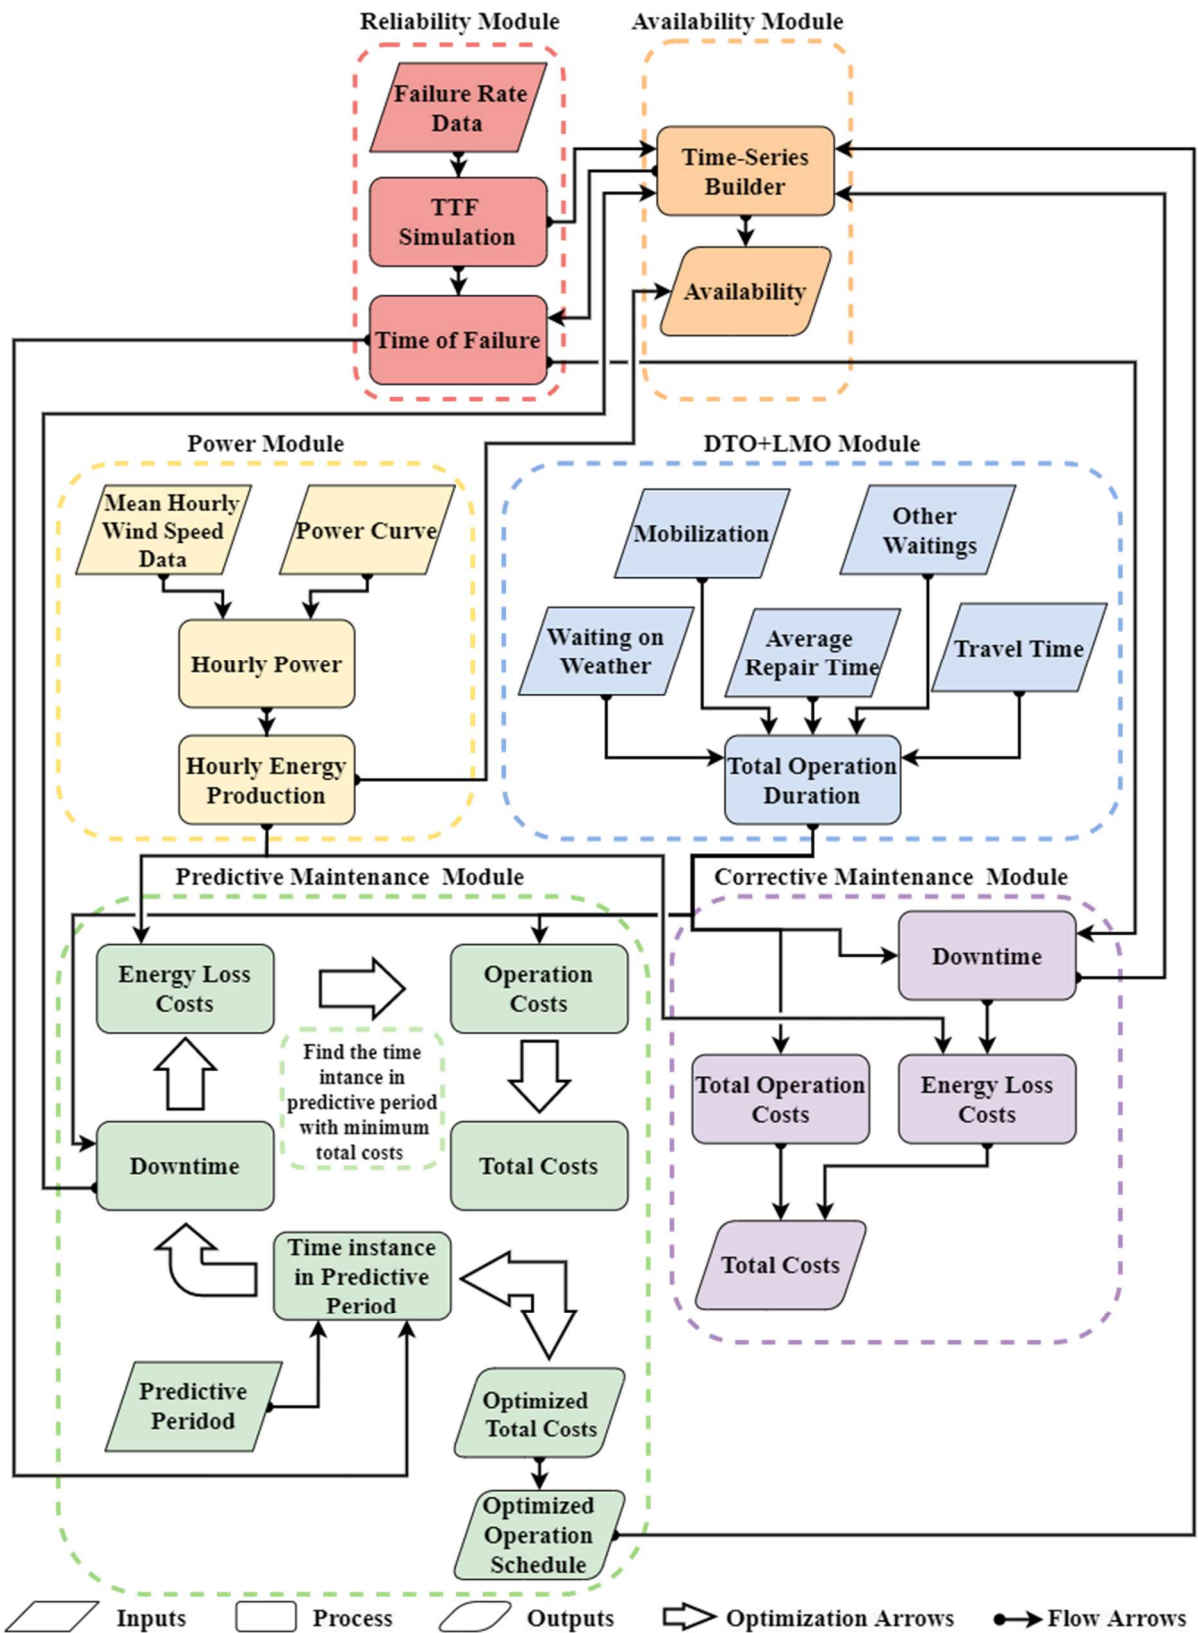 Reliability Module
Availability Module
Failure Rate
Data
TTF
Simulation
Time of Failure
Time-Series
Builder
Availability
Power Module
Mean Hourly
Wind Speed
Data
Power Curve
Hourly Power
Hourly Energy
Production
DTO+LMO Module
Mobilization
Other
Waitings
Waiting on
Weather
Average
Repair Time
Travel Time
Total Operation
Duration
Predictive Maintenance Module
Energy Loss
Costs
Operation
Costs
Find the time
intance in
predictive period
with minimum
total costs
Downtime
Total Costs
Time instance
in Predictive
Period
Predictive
Peridod
Optimized
Total Costs
Optimized
Operation
Schedule
Corrective Maintenance Module
Downtime
Total Operation
Costs
Energy Loss
Costs
Total Costs
Inputs
Process
Outputs
Optimization Arrows
Flow Arrows